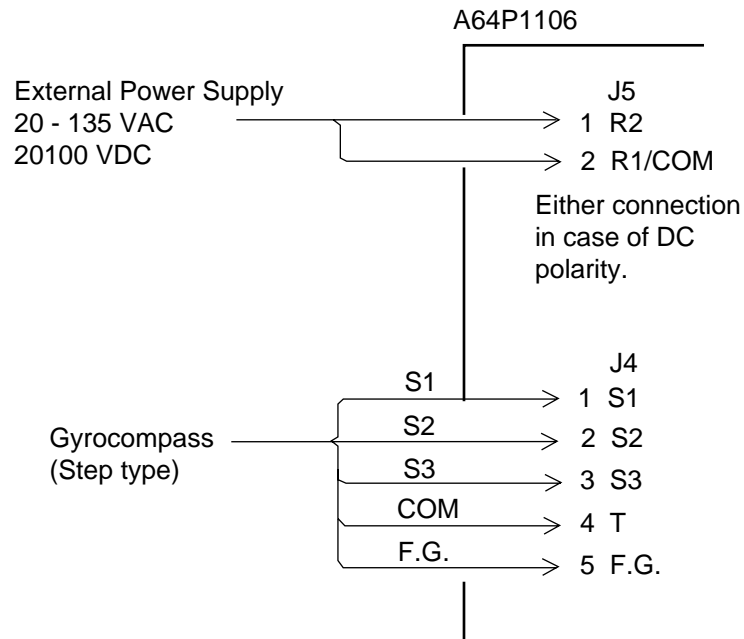 A64P1106
External Power Supply
20 - 135 VAC
20100 VDC
J5
1 R2
2 R1/COM
Either connection
in case of DC
polarity.
J4
S1
1 S1
Gyrocompass
(Step type)
S2
2 S2
S3
3 S3
COM
4 T
F.G.
5 F.G.